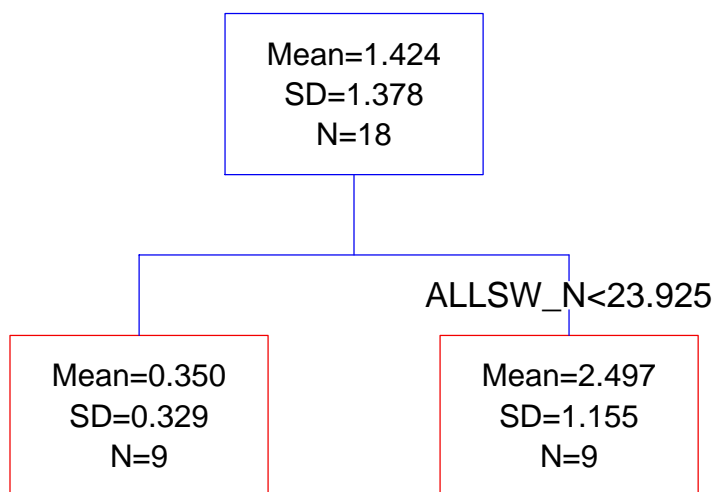 Mean=1.424
SD=1.378
N=18
ALLSW_N<23.925
Mean=0.350
SD=0.329
N=9
Mean=2.497
SD=1.155
N=9